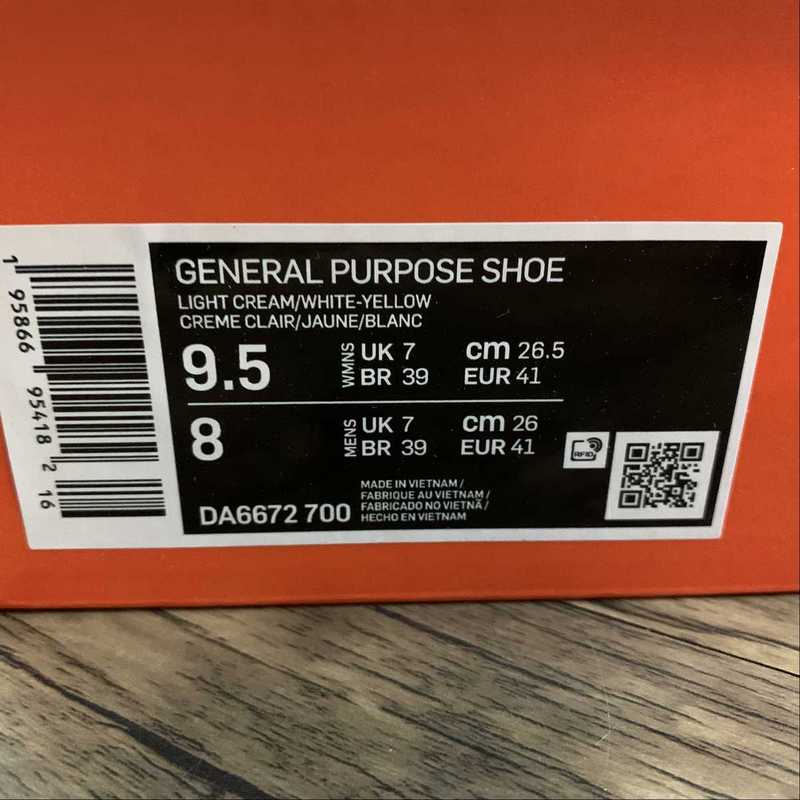 GENERAL PURPOSE SHOE
LIGHT CREAM/WHITE-YELLOW
CREME CLAIR/JAUNE/BLANC
9.5 WMNS UK 7 cm 26.5
BR 39 EUR 41
8 MENS UK 7 cm 26
BR 39 EUR 41
DA6672 700
MADE IN VIETNAM /
FABRIQUE AU VIETNAM /
FABRICADO NO VIETNÃ /
HECHO EN VIETNAM
RFID
1 95866 95418 2 16